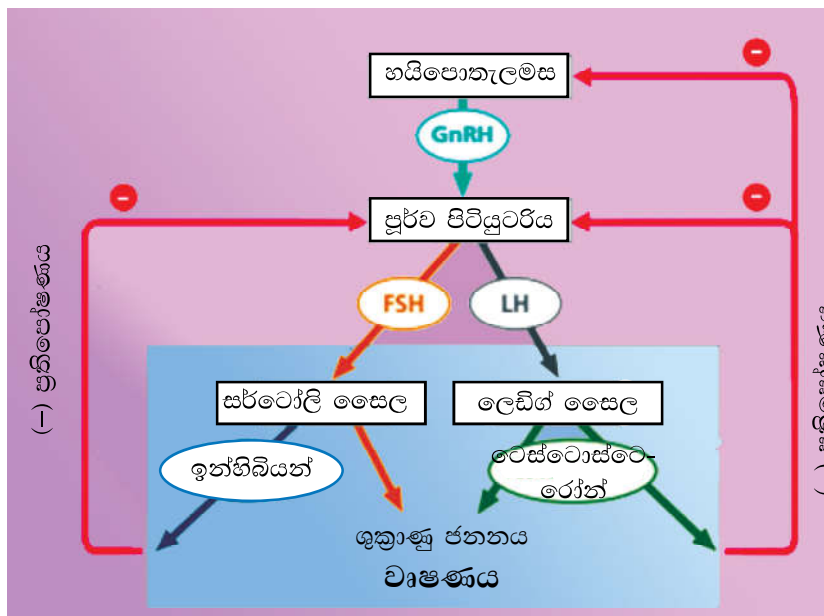 හයිපොතැලමස
GnRH
පූර්ව පිටියුටරිය
(–) ප්‍රතිපෝෂණය
FSH
LH
සර්ටෝලි සෛල
ලෙඩිග් සෛල
ඉන්හිබියන්
ටෙස්ටොස්ටෙ-
රෝන්
ශුක්‍රාණු ජනනය
වෘෂණය